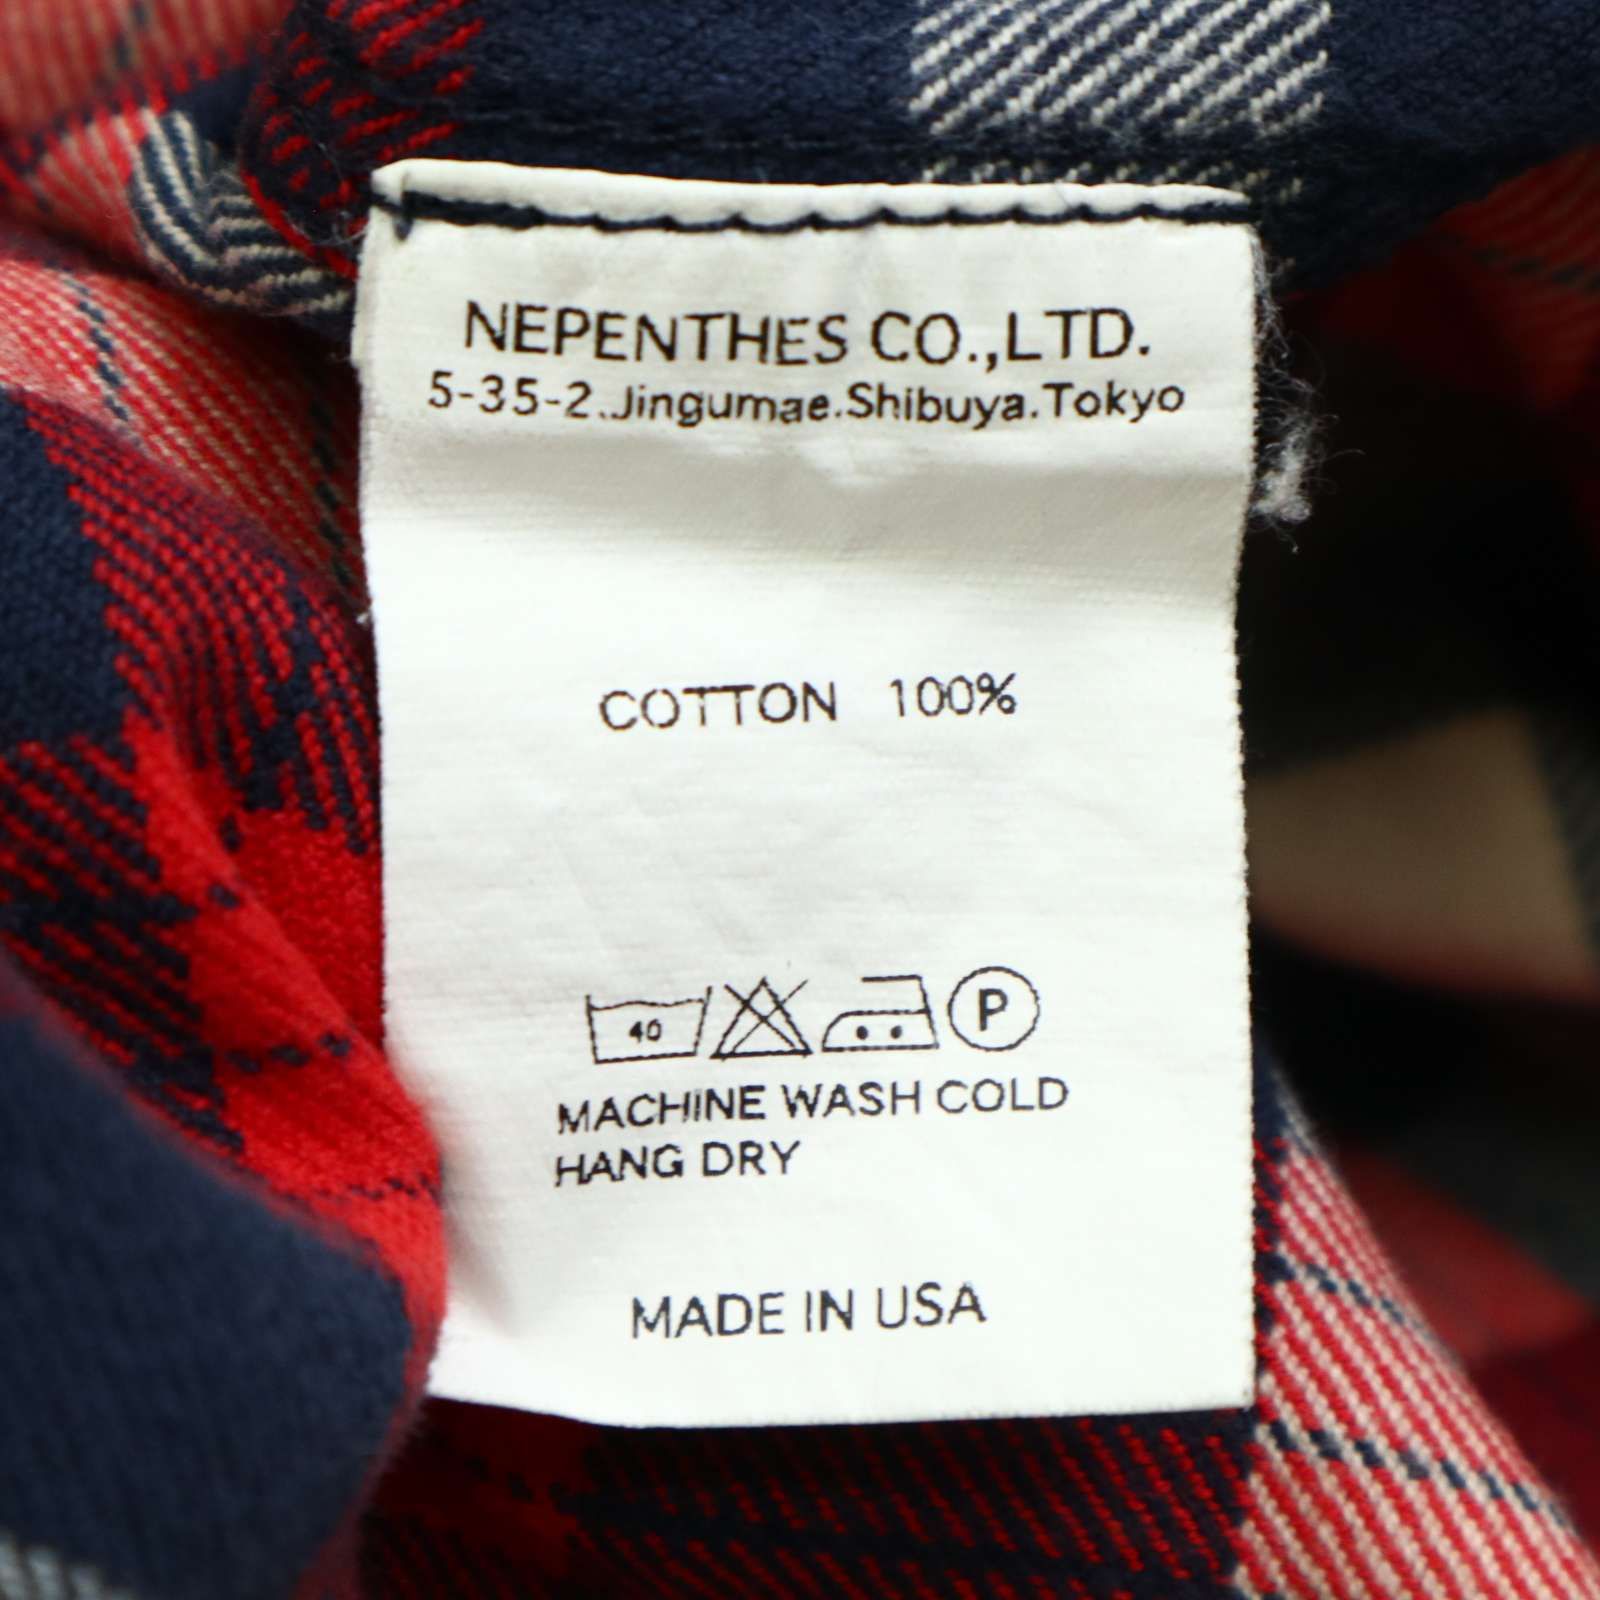 NEPENTHES CO.,LTD.
5-35-2.Jingumae.Shibuya.Tokyo
COTTON 100%
40 P
MACHINE WASH COLD
HANG DRY
MADE IN USA